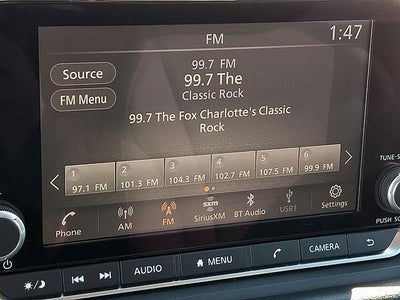 FM
1:47
Source
FM Menu
99.7 FM
99.7 The
Classic Rock
99.7 The Fox Charlotte's Classic
Rock
1 2 3 4 5 6
97.1 FM 101.3 FM 104.3 FM 102.7 FM 107.5 FM 99.9 FM
Phone AM FM sxm SiriusXM BT Audio USB1 Settings
TUNE-S
PUSH
AUDIO MENU CAMERA